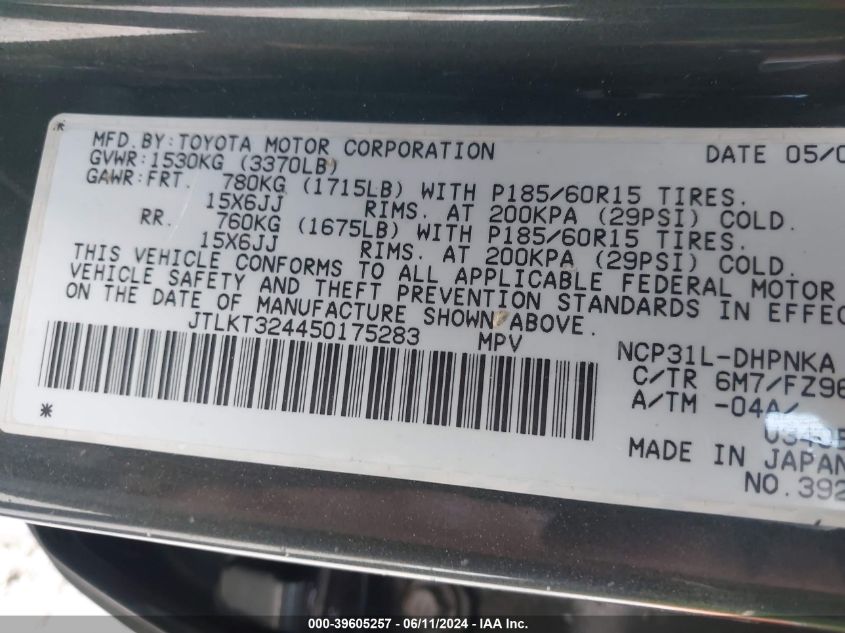 MFD. BY: TOYOTA MOTOR CORPORATION DATE 05/0
GVWR: 1530KG (3370LB)
GAWR: FRT. 780KG (1715LB) WITH P185/60R15 TIRES.
15X6JJ RIMS. AT 200KPA (29PSI) COLD.
RR. 760KG (1675LB) WITH P185/60R15 TIRES.
15X6JJ RIMS. AT 200KPA (29PSI) COLD.
THIS VEHICLE CONFORMS TO ALL APPLICABLE FEDERAL MOTOR
VEHICLE SAFETY AND THEFT PREVENTION STANDARDS IN EFFEC
ON THE DATE OF MANUFACTURE SHOWN ABOVE.
JTLKT324450175283 MPV
NCP31L-DHPNKA
C/TR 6M7/FZ96
A/TM -04A/
MADE IN JAPAN
NO. 392
000-39605257 - 06/11/2024 - IAA Inc.